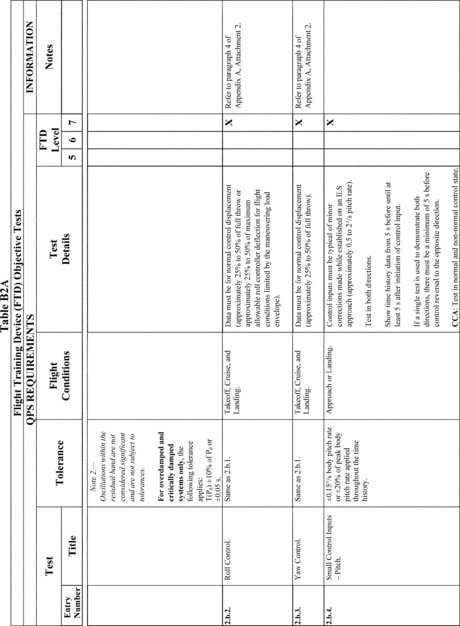 Table B2A
Flight Training Device (FTD) Objective Tests
QPS REQUIREMENTS
INFORMATION
Test
Tolerance
Flight
Conditions
Test
Details
FTD
Level
Notes
Entry
Number
Title
5
6
7
Note 2.—
Oscillations within the
residual band are not
considered significant
and are not subject to
tolerances.
For overdamped and
critically damped
systems only, the
following tolerance
applies:
T(P₀) ±10% of P₀ or
±0.05 s.
2.b.2.
Roll Control.
Same as 2.b.1.
Takeoff, Cruise, and
Landing.
Data must be for normal control displacement
(approximately 25% to 50% of full throw or
approximately 25% to 50% of maximum
allowable roll controller deflection for flight
conditions limited by the maneuvering load
envelope).
X
Refer to paragraph 4 of
Appendix A, Attachment 2.
2.b.3.
Yaw Control.
Same as 2.b.1.
Takeoff, Cruise, and
Landing.
Data must be for normal control displacement
(approximately 25% to 50% of full throw).
X
Refer to paragraph 4 of
Appendix A, Attachment 2.
2.b.4.
Small Control Inputs
– Pitch.
±0.15°/s body pitch rate
or ±20% of peak body
pitch rate applied
throughout the time
history.
Approach or Landing.
Control inputs must be typical of minor
corrections made while established on an ILS
approach (approximately 0.5 to 2°/s pitch rate).
Test in both directions.
Show time history data from 5 s before until at
least 5 s after initiation of control input.
If a single test is used to demonstrate both
directions, there must be a minimum of 5 s before
control reversal to the opposite direction.
CCA: Test in normal and non-normal control state.
X